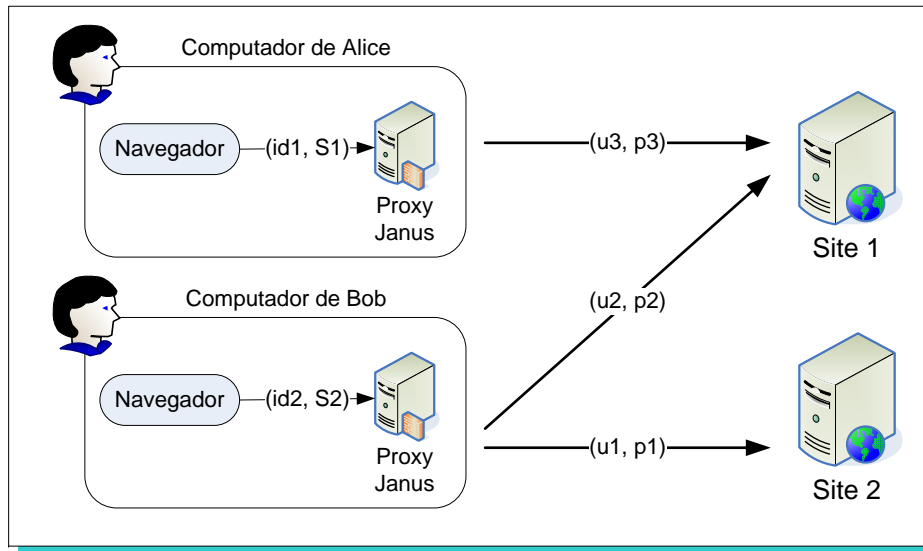 Computador de Alice
Navegador
(id1, S1)
Proxy
Janus
(u3, p3)
Site 1
Computador de Bob
(u2, p2)
Navegador
(id2, S2)
Proxy
Janus
(u1, p1)
Site 2